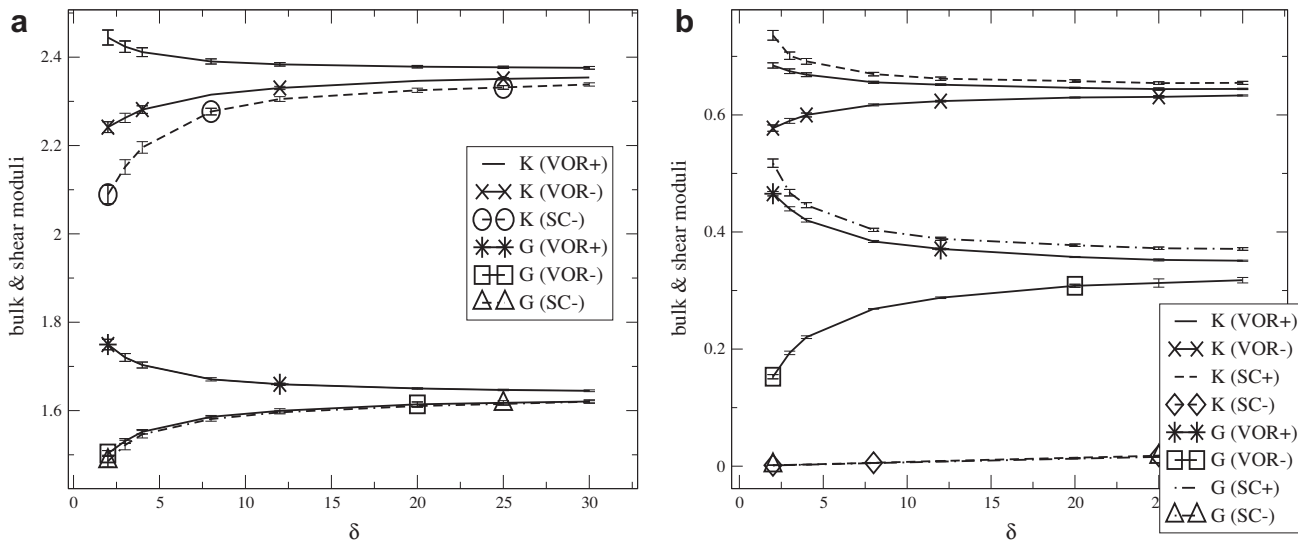 a
bulk & shear moduli
2.4
2.2
2
1.8
1.6
K (VOR+)
K (VOR-)
K (SC-)
G (VOR+)
G (VOR-)
G (SC-)
0 5 10 15 20 25 30
δ
b
bulk & shear moduli
0.6
0.4
0.2
0
K (VOR+)
K (VOR-)
K (SC+)
K (SC-)
G (VOR+)
G (VOR-)
G (SC+)
G (SC-)
0 5 10 15 20
δ